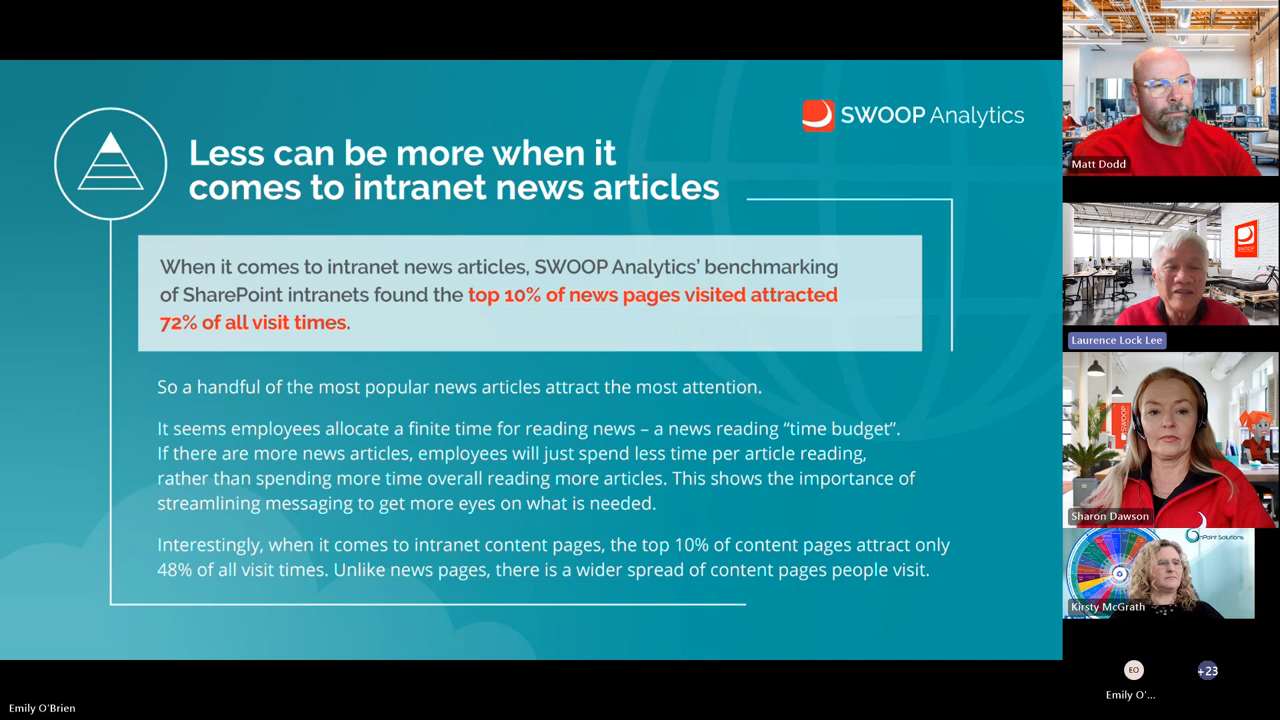 SWOOP Analytics
Less can be more when it
comes to intranet news articles
When it comes to intranet news articles, SWOOP Analytics’ benchmarking
of SharePoint intranets found the top 10% of news pages visited attracted
72% of all visit times.
So a handful of the most popular news articles attract the most attention.
It seems employees allocate a finite time for reading news – a news reading “time budget”.
If there are more news articles, employees will just spend less time per article reading,
rather than spending more time overall reading more articles. This shows the importance of
streamlining messaging to get more eyes on what is needed.
Interestingly, when it comes to intranet content pages, the top 10% of content pages attract only
48% of all visit times. Unlike news pages, there is a wider spread of content pages people visit.
Emily O'Brien
Matt Dodd
SWOOP
Laurence Lock Lee
SWOOP
Sharon Dawson
OnPoint Solutions
Kirsty McGrath
EO
+23
Emily O'...